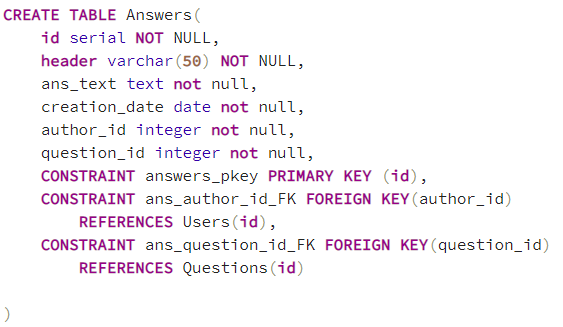 CREATE TABLE Answers(
    id serial NOT NULL,
    header varchar(50) NOT NULL,
    ans_text text not null,
    creation_date date not null,
    author_id integer not null,
    question_id integer not null,
    CONSTRAINT answers_pkey PRIMARY KEY (id),
    CONSTRAINT ans_author_id_FK FOREIGN KEY(author_id)
        REFERENCES Users(id),
    CONSTRAINT ans_question_id_FK FOREIGN KEY(question_id)
        REFERENCES Questions(id)
)